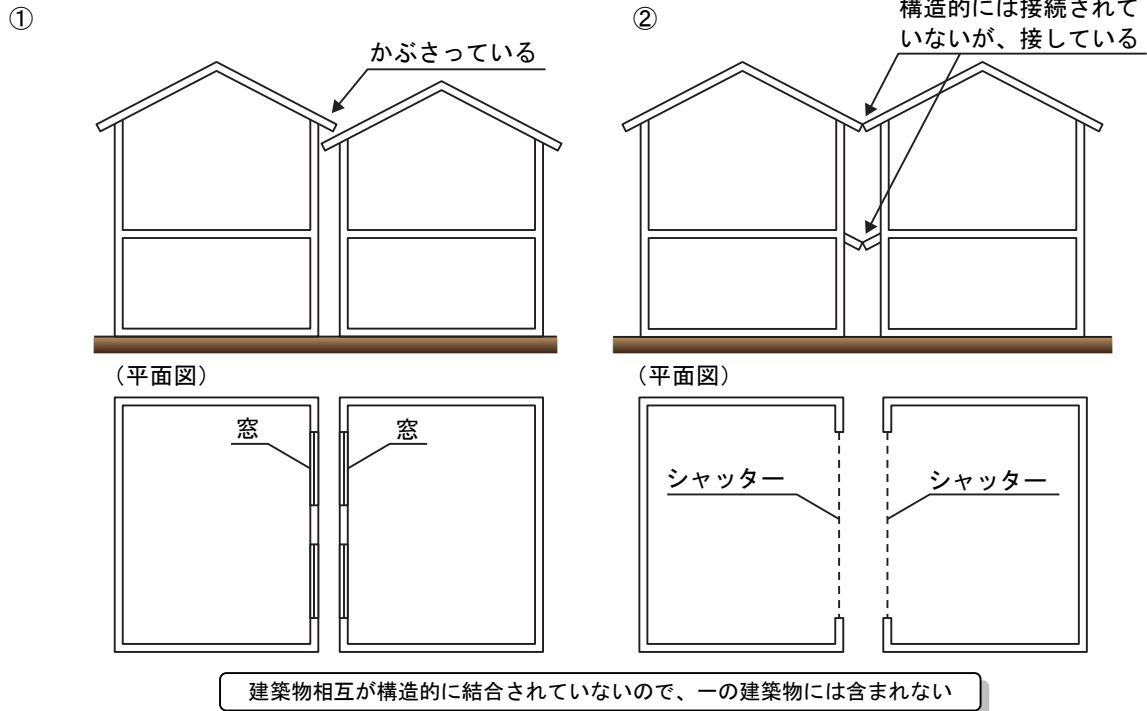 ①
かぶさっている
②
構造的には接続されて
いないが、接している
（平面図）
窓
窓
（平面図）
シャッター
シャッター
建築物相互が構造的に結合されていないので、一の建築物には含まれない